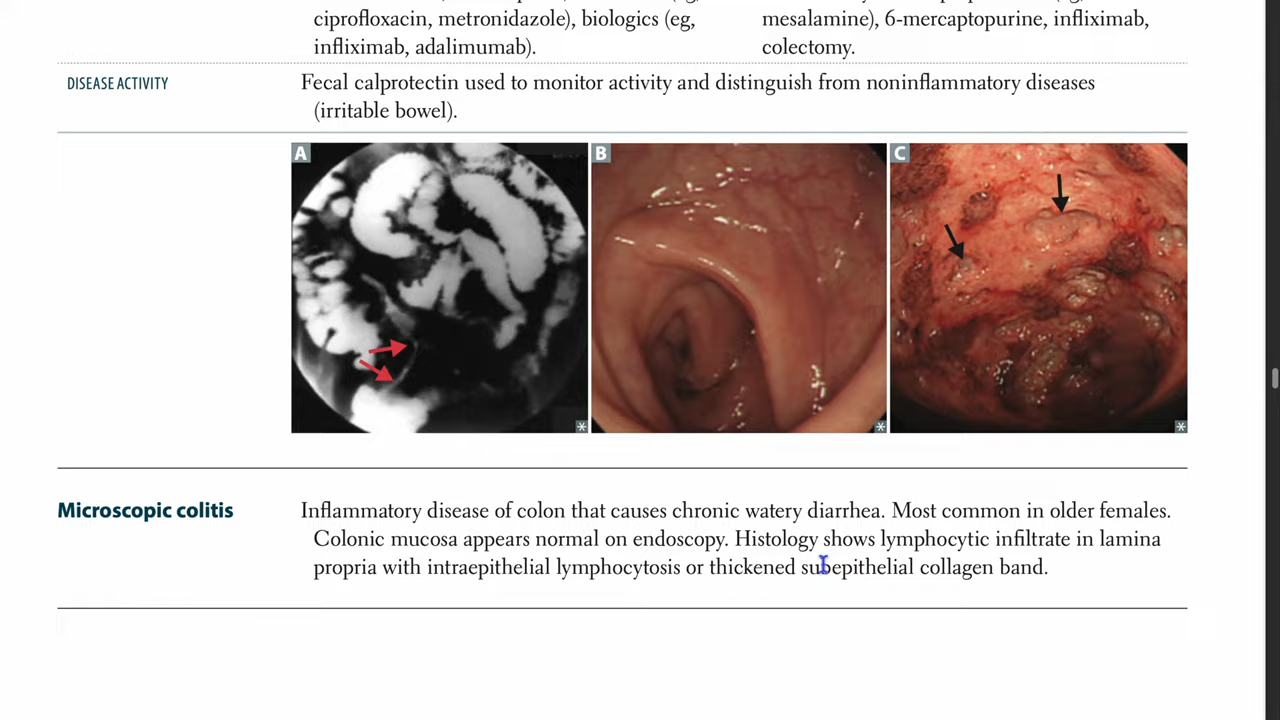 ciprofloxacin, metronidazole), biologics (eg,
infliximab, adalimumab).
mesalamine), 6-mercaptopurine, infliximab,
colectomy.
DISEASE ACTIVITY
Fecal calprotectin used to monitor activity and distinguish from noninflammatory diseases
(irritable bowel).
A
B
C
Microscopic colitis
Inflammatory disease of colon that causes chronic watery diarrhea. Most common in older females.
Colonic mucosa appears normal on endoscopy. Histology shows lymphocytic infiltrate in lamina
propria with intraepithelial lymphocytosis or thickened subepithelial collagen band.